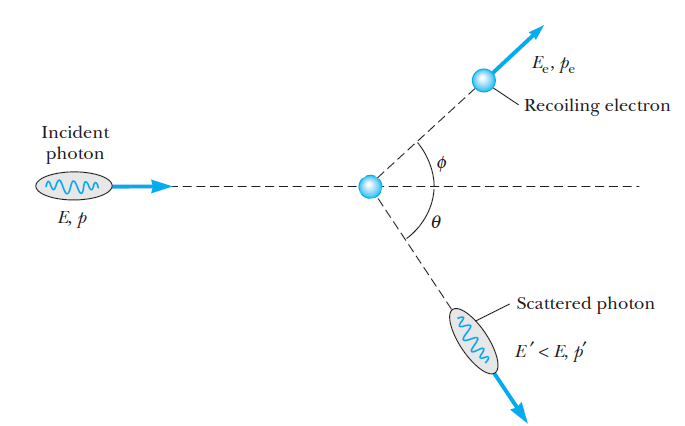 Eₑ, pₑ
Recoiling electron
Incident
photon
ϕ
E, p
θ
Scattered photon
E′ < E, p′